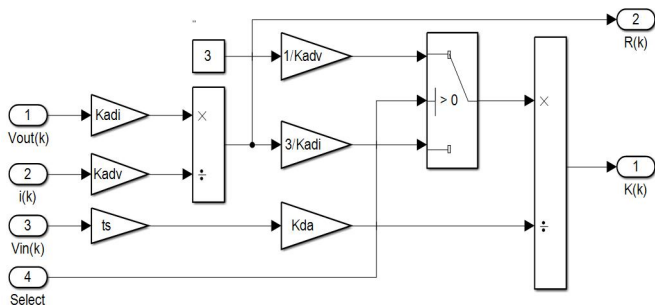 "
3
1/Kadv
2
R(k)
1
Vout(k)
Kadi
×
> 0
×
2
i(k)
Kadv
÷
3/Kadi
1
K(k)
3
Vin(k)
ts
Kda
÷
4
Select